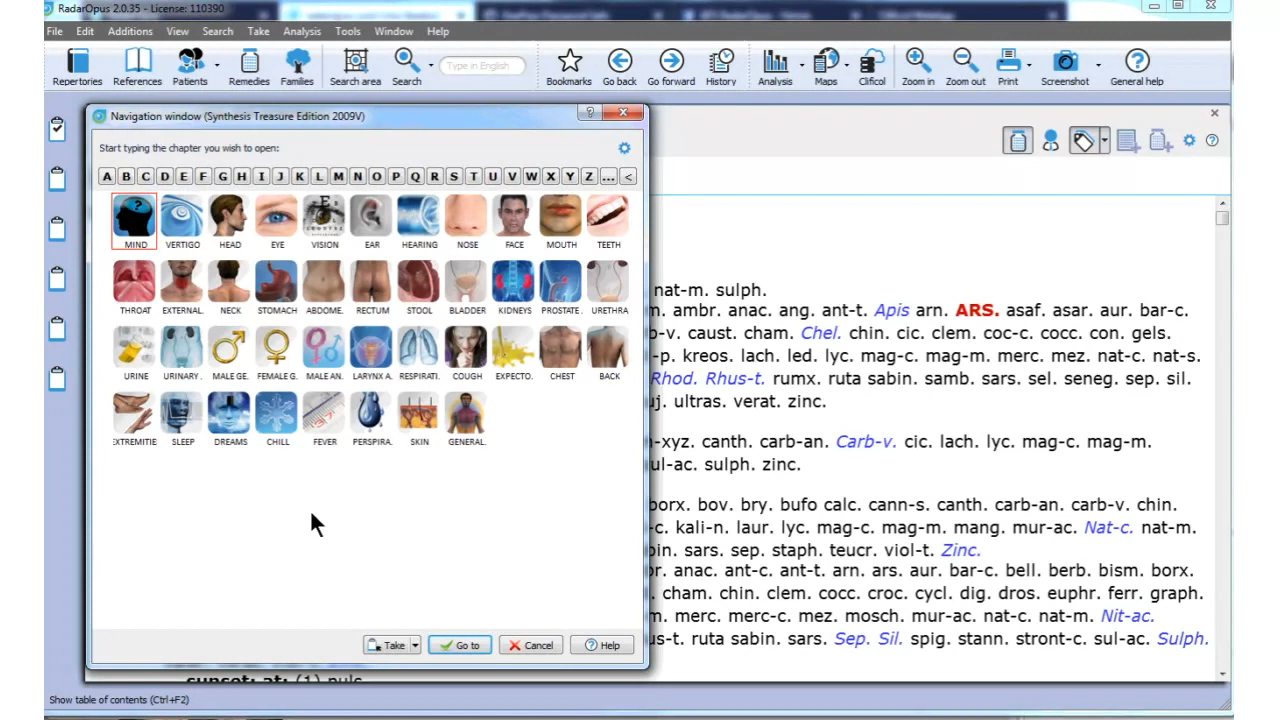 RadarOpus 2.0.35 - License: 110390
File Edit Additions View Search Take Analysis Tools Window Help
Type in English
Repertories References Patients Remedies Families Search area Search Bookmarks Go back Go forward History Analysis Maps Clificol Zoom in Zoom out Print Screenshot General help
Navigation window (Synthesis Treasure Edition 2009V)
Start typing the chapter you wish to open:
A B C D E F G H I J K L M N O P Q R S T U V W X Y Z ... <
MIND VERTIGO HEAD EYE VISION EAR HEARING NOSE FACE MOUTH TEETH
THROAT EXTERNAL. NECK STOMACH ABDOME. RECTUM STOOL BLADDER KIDNEYS PROSTATE. URETHRA
URINE URINARY. MALE GE. FEMALE G. MALE AN. LARYNX A. RESPIRATI. COUGH EXPECTO. CHEST BACK
EXTREMITIE SLEEP DREAMS CHILL FEVER PERSPIRA. SKIN GENERAL.
Take Go to Cancel Help
nat-m. sulph.
m. ambr. anac. ang. ant-t. Apis arn. ARS. asaf. asar. aur. bar-c.
b-v. caust. cham. Chel. chin. cic. clem. coc-c. cocc. con. gels.
-p. kreos. lach. led. lyc. mag-c. mag-m. merc. mez. nat-c. nat-s.
Rhod. Rhus-t. rumx. ruta sabin. samb. sars. sel. seneg. sep. sil.
uj. ultras. verat. zinc.
n-xyz. canth. carb-an. Carb-v. cic. lach. lyc. mag-c. mag-m.
ul-ac. sulph. zinc.
borx. bov. bry. bufo calc. cann-s. canth. carb-an. carb-v. chin.
-c. kali-n. laur. lyc. mag-c. mag-m. mang. mur-ac. Nat-c. nat-m.
bin. sars. sep. staph. teucr. viol-t. Zinc.
br. anac. ant-c. ant-t. arn. ars. aur. bar-c. bell. berb. bism. borx.
. cham. chin. clem. cocc. croc. cycl. dig. dros. euphr. ferr. graph.
m. merc. merc-c. mez. mosch. mur-ac. nat-c. nat-m. Nit-ac.
us-t. ruta sabin. sars. Sep. Sil. spig. stann. stront-c. sul-ac. Sulph.
sunset; at: (1) puls
Show table of contents (Ctrl+F2)